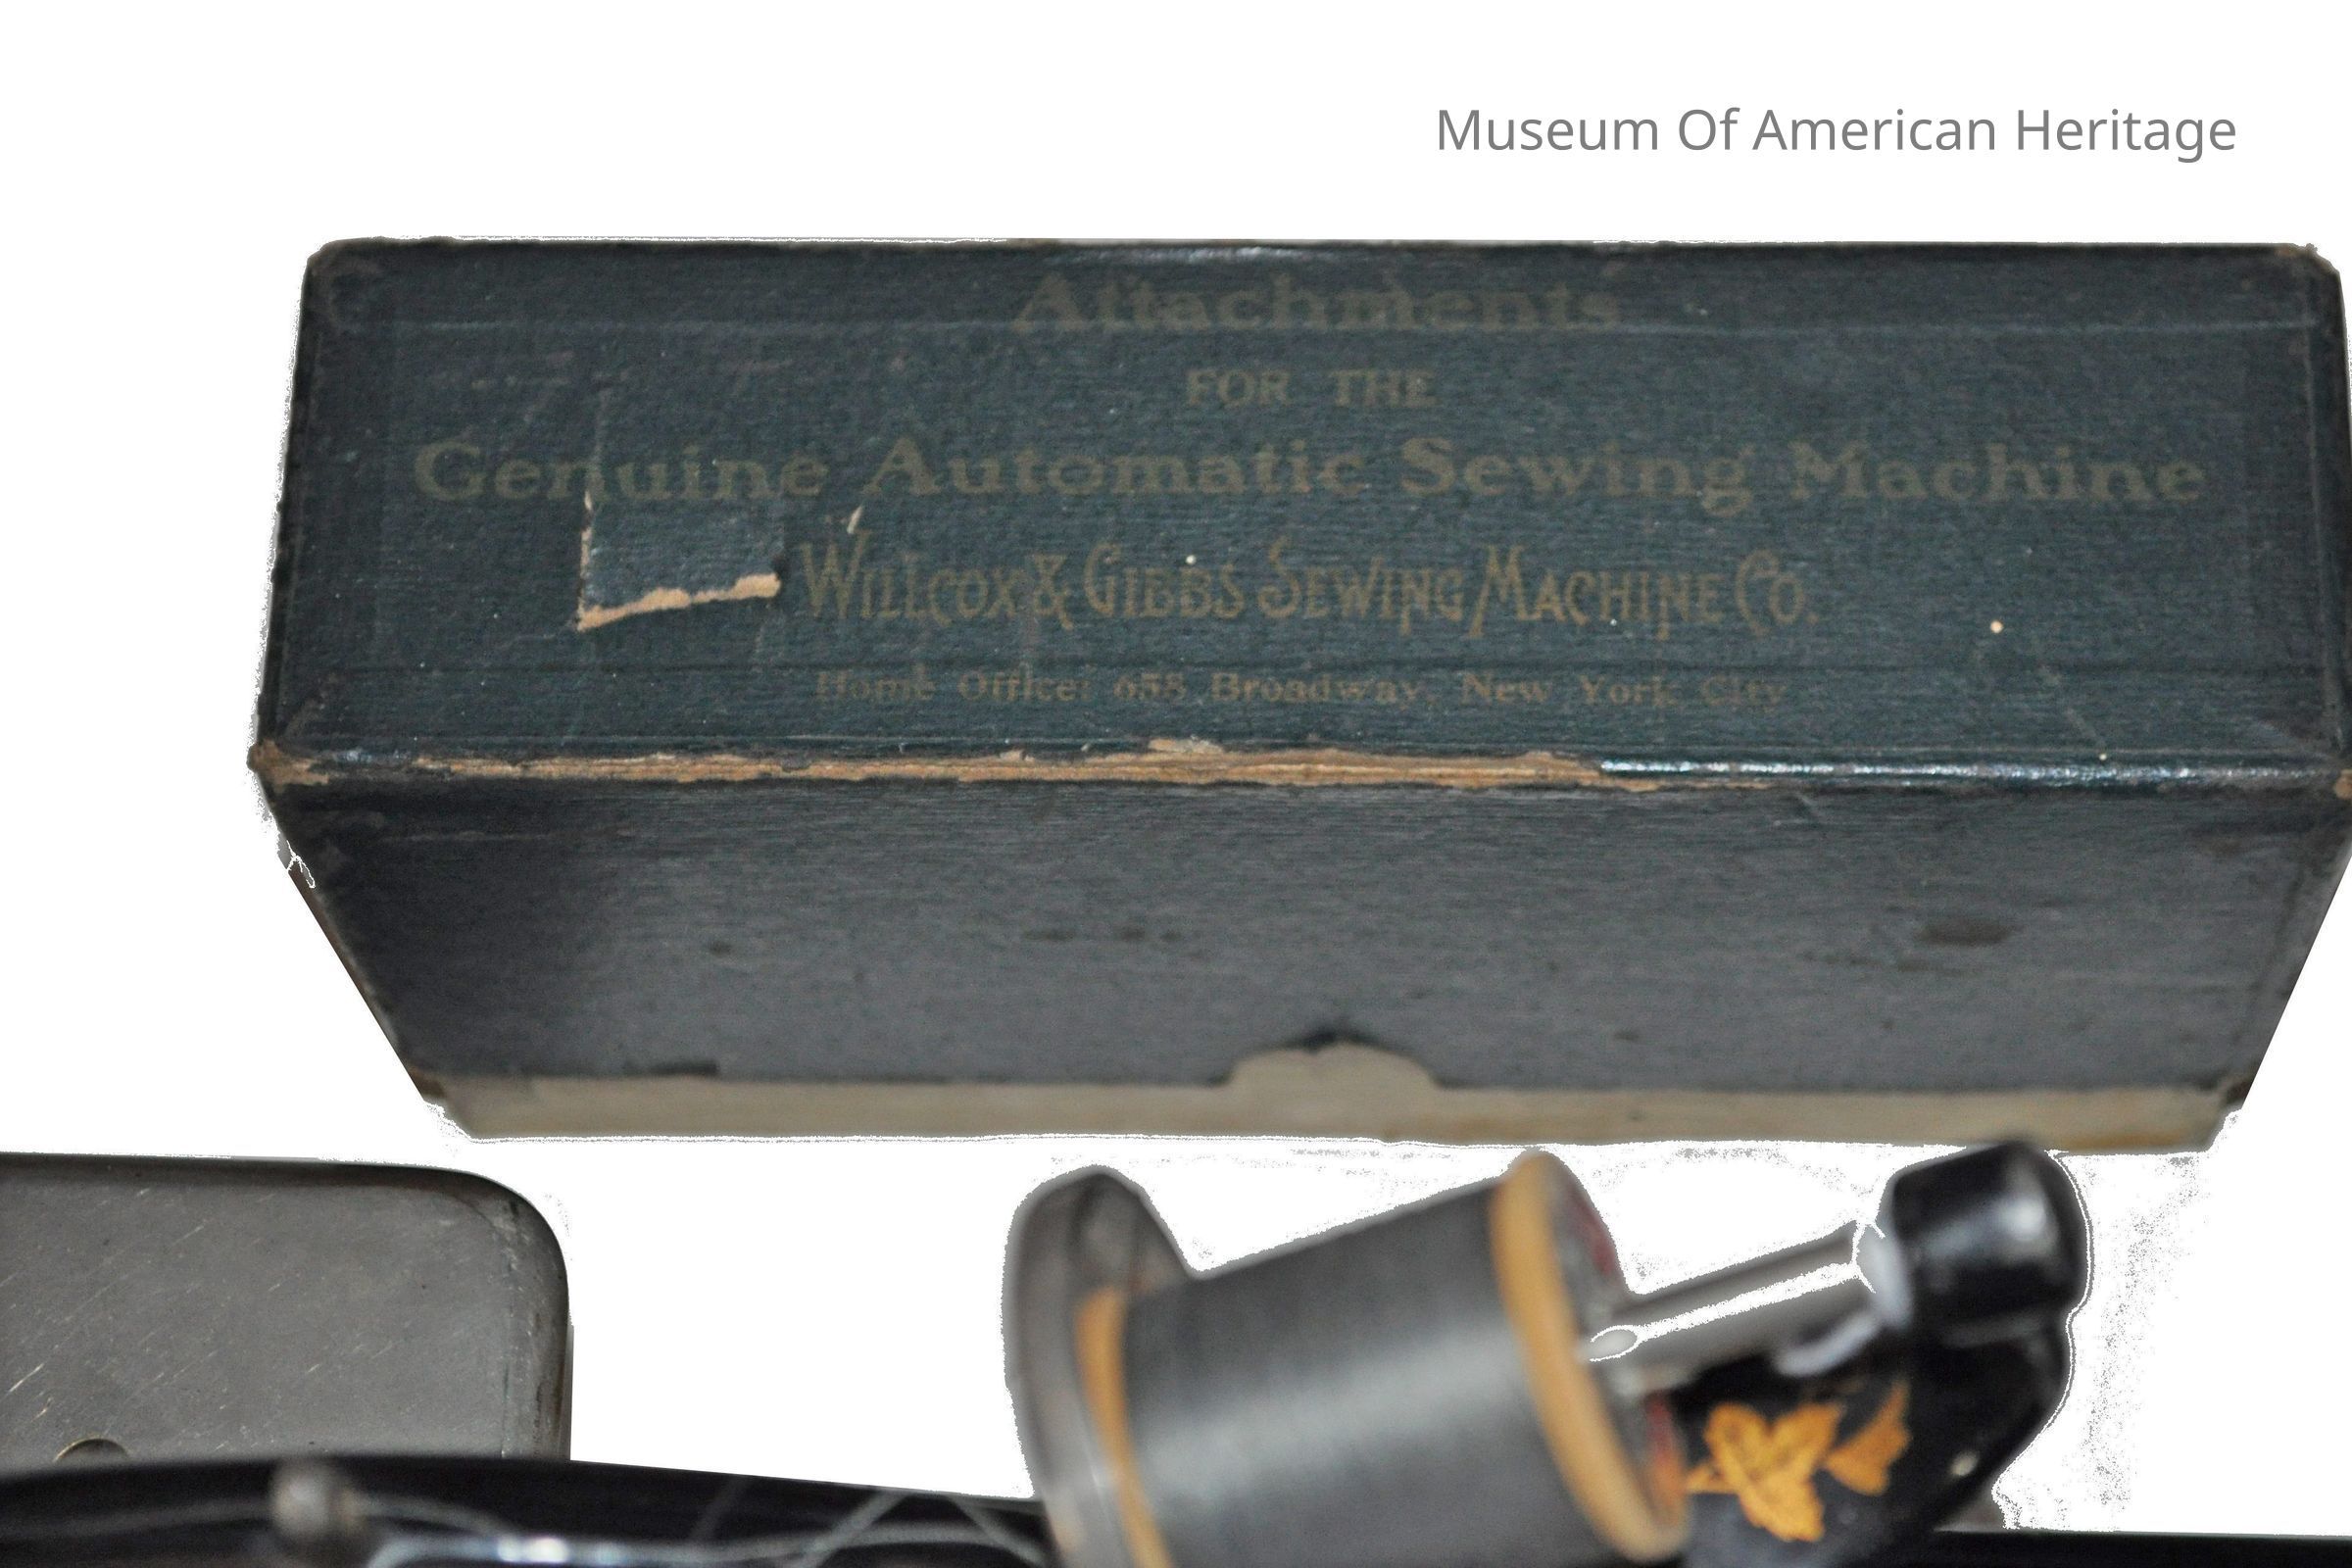 Museum Of American Heritage
Attachments
FOR THE
Genuine Automatic Sewing Machine
WILLCOX & GIBBS SEWING MACHINE CO.
Home Office: 658 Broadway, New York City